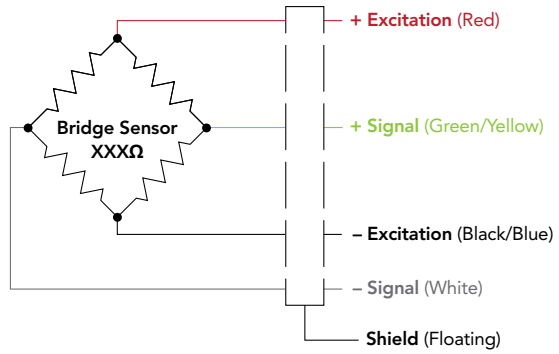 + Excitation (Red)
Bridge Sensor
XXXΩ
+ Signal (Green/Yellow)
– Excitation (Black/Blue)
– Signal (White)
Shield (Floating)